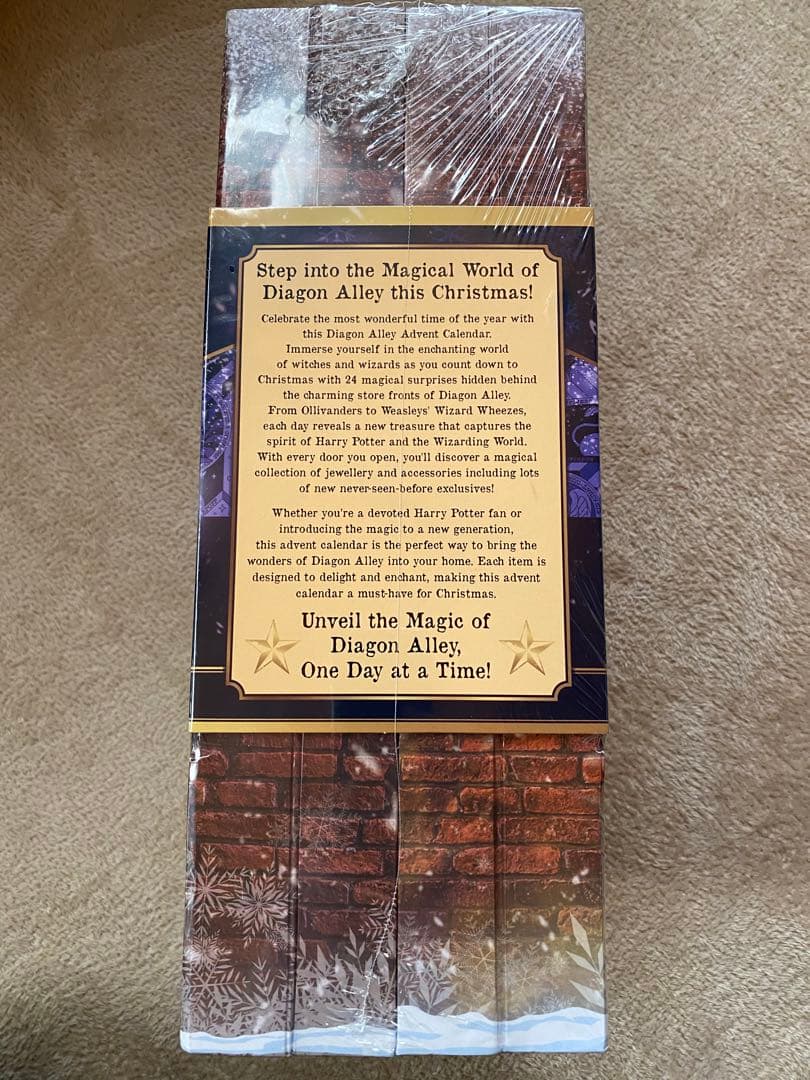 Step into the Magical World of
Diagon Alley this Christmas!
Celebrate the most wonderful time of the year with
this Diagon Alley Advent Calendar.
Immerse yourself in the enchanting world
of witches and wizards as you count down to
Christmas with 24 magical surprises hidden behind
the charming store fronts of Diagon Alley.
From Ollivanders to Weasleys' Wizard Wheezes,
each day reveals a new treasure that captures the
spirit of Harry Potter and the Wizarding World.
With every door you open, you'll discover a magical
collection of jewellery and accessories including lots
of new never-seen-before exclusives!
Whether you're a devoted Harry Potter fan or
introducing the magic to a new generation,
this advent calendar is the perfect way to bring the
wonders of Diagon Alley into your home. Each item is
designed to delight and enchant, making this advent
calendar a must-have for Christmas.
Unveil the Magic of
Diagon Alley,
One Day at a Time!